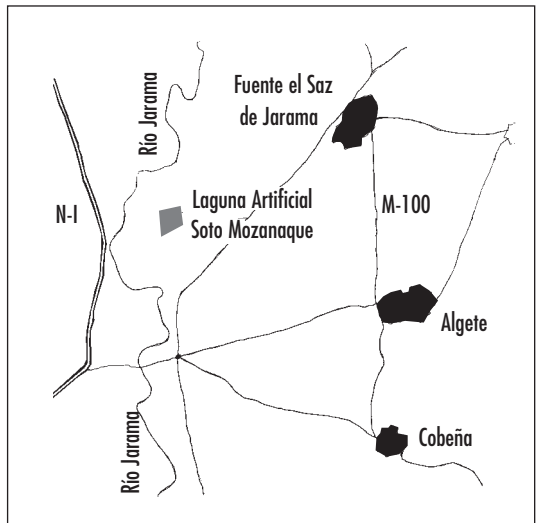 Fuente el Saz
de Jarama
Río Jarama
N-I
Laguna Artificial
Soto Mozanaque
M-100
Algete
Río Jarama
Cobeña